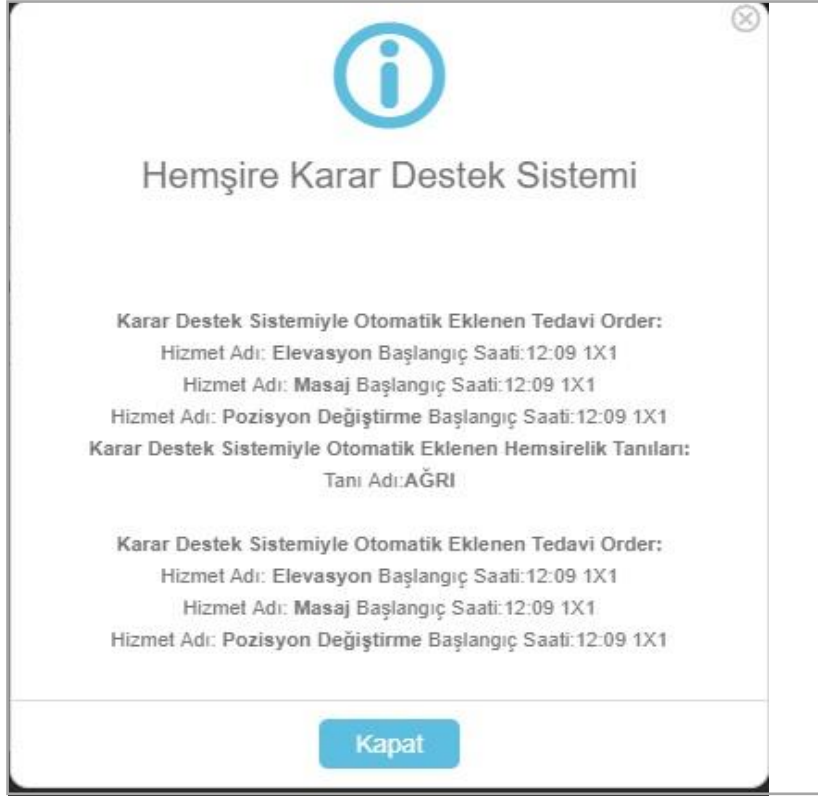 Hemşire Karar Destek Sistemi
Karar Destek Sistemiyle Otomatik Eklenen Tedavi Order:
Hizmet Adı: Elevasyon Başlangıç Saati:12:09 1X1
Hizmet Adı: Masaj Başlangıç Saati:12:09 1X1
Hizmet Adı: Pozisyon Değiştirme Başlangıç Saati:12:09 1X1
Karar Destek Sistemiyle Otomatik Eklenen Hemsirelik Tanıları:
Tanı Adı:AĞRI
Karar Destek Sistemiyle Otomatik Eklenen Tedavi Order:
Hizmet Adı: Elevasyon Başlangıç Saati:12:09 1X1
Hizmet Adı: Masaj Başlangıç Saati:12:09 1X1
Hizmet Adı: Pozisyon Değiştirme Başlangıç Saati:12:09 1X1
Kapat